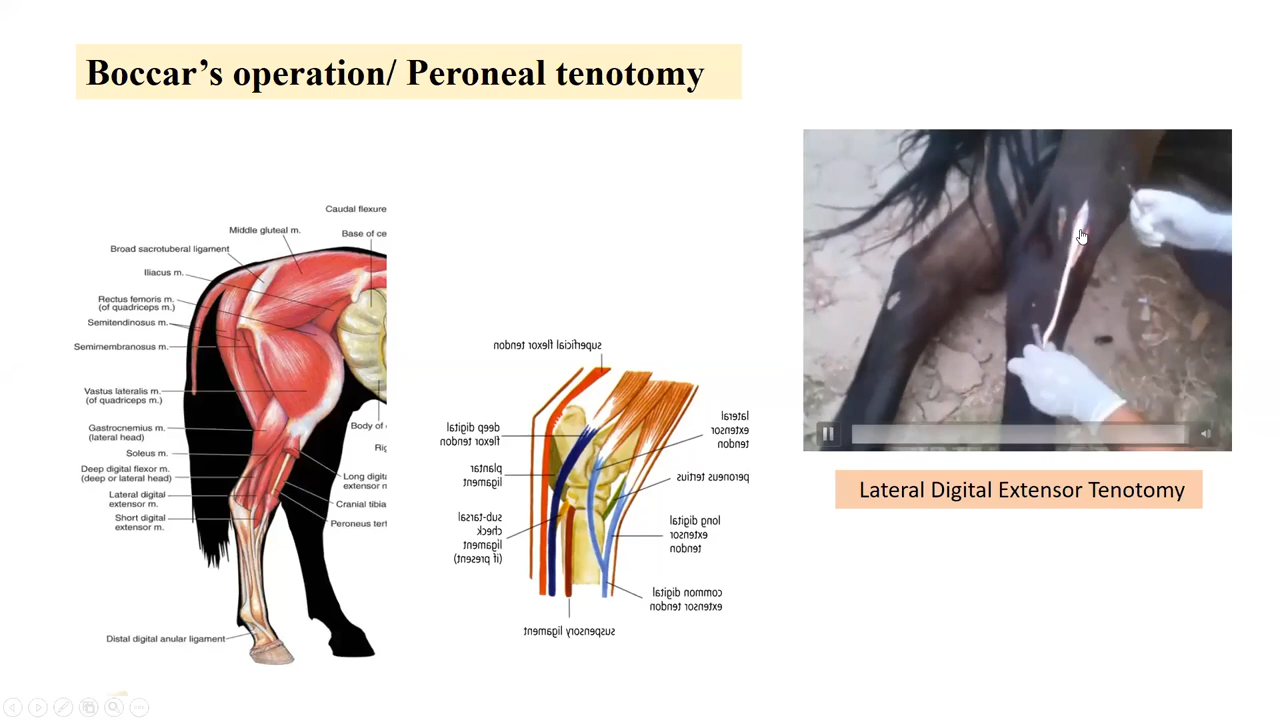 Boccar’s operation/ Peroneal tenotomy
Caudal flexure
Middle gluteal m.
Base of ce
Broad sacrotuberal ligament
Iliacus m.
Rectus femoris m.
(of quadriceps m.)
Semitendinosus m.
Semimembranosus m.
Vastus lateralis m.
(of quadriceps m.)
Body of
Gastrocnemius m.
(lateral head)
Rig
Soleus m.
Deep digital flexor m.
(deep or lateral head)
Long digita
Lateral digital
extensor m.
Cranial tibia
Short digital
extensor m.
Peroneus tert
Distal digital anular ligament
superficial flexor tendon
deep digital
flexor tendon
lateral
extensor
tendon
plantar
ligament
peroneus tertius
sub-tarsal
check
ligament
(if present)
long digital
extensor
tendon
common digital
extensor tendon
suspensory ligament
Lateral Digital Extensor Tenotomy